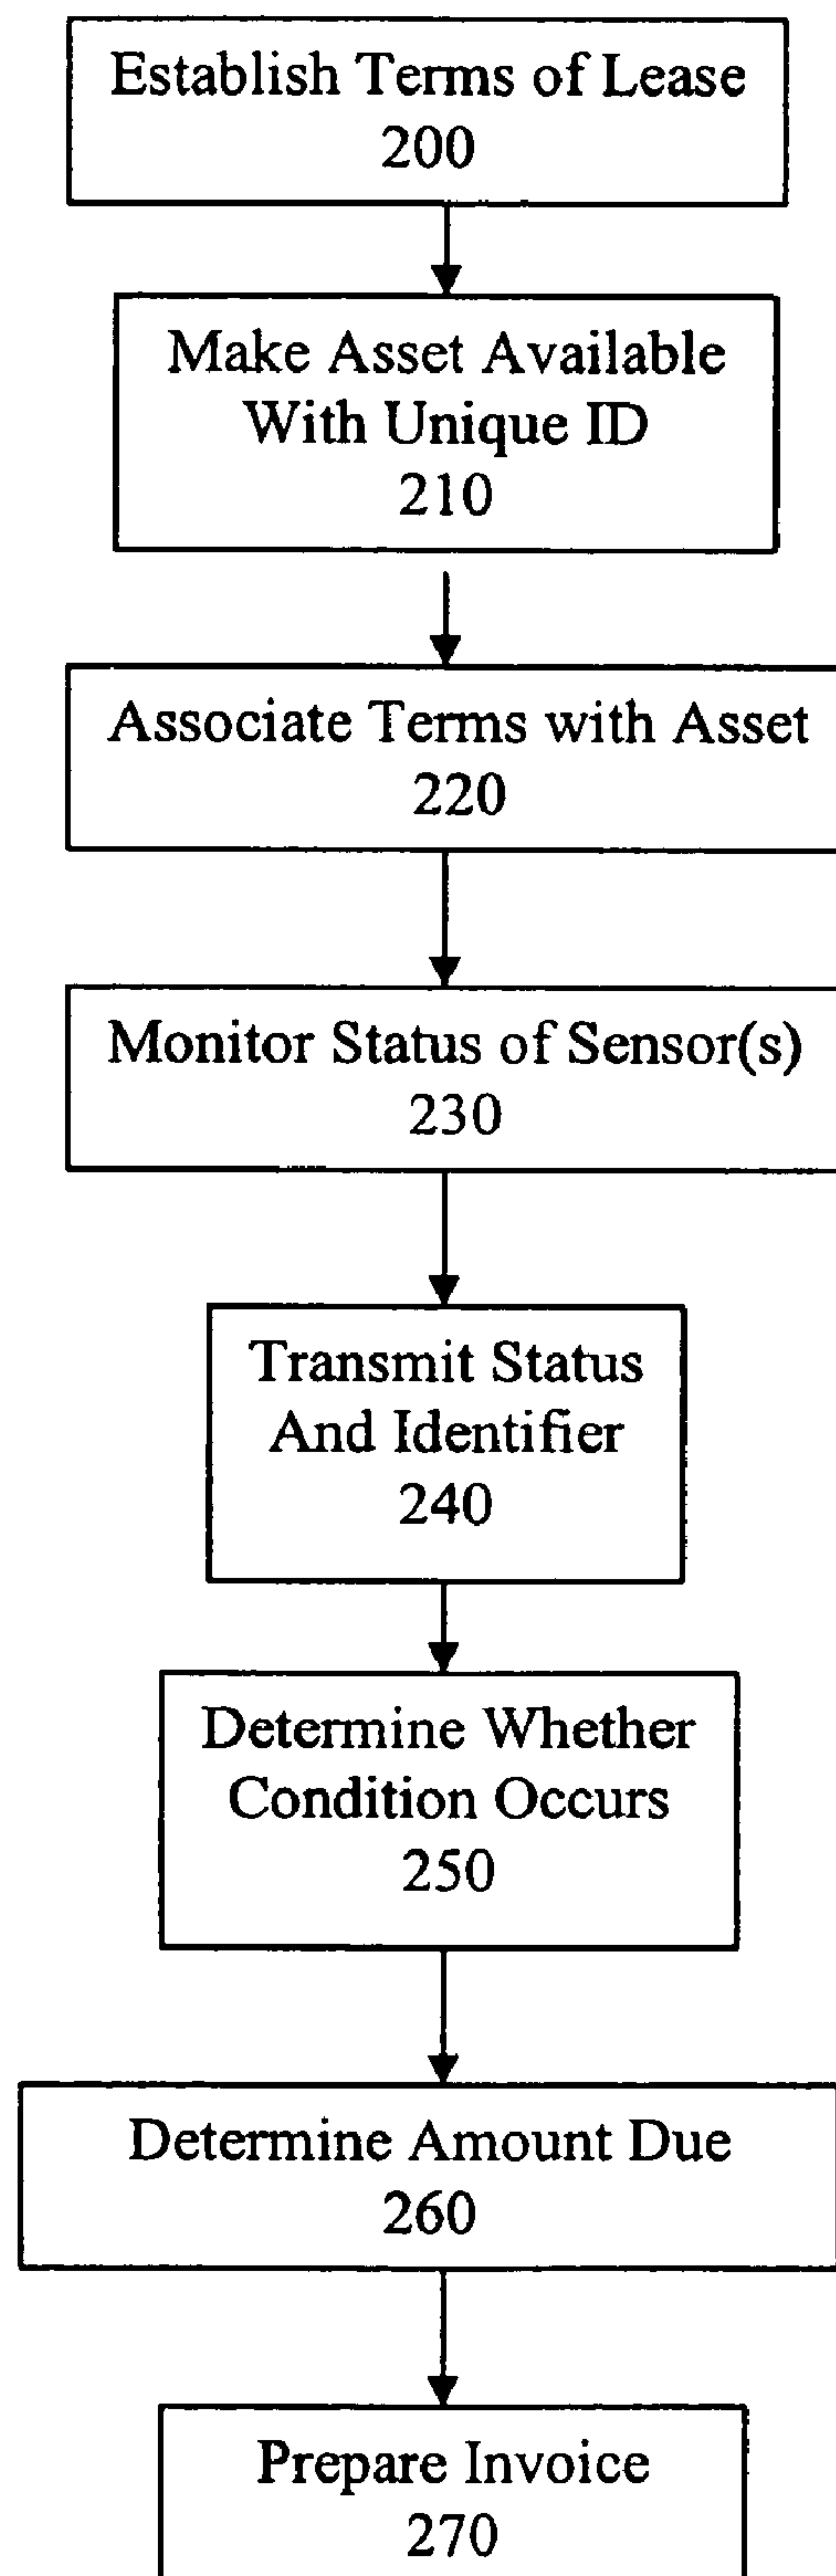 Establish Terms of Lease
200
Make Asset Available
With Unique ID
210
Associate Terms with Asset
220
Monitor Status of Sensor(s)
230
Transmit Status
And Identifier
240
Determine Whether
Condition Occurs
250
Determine Amount Due
260
Prepare Invoice
270